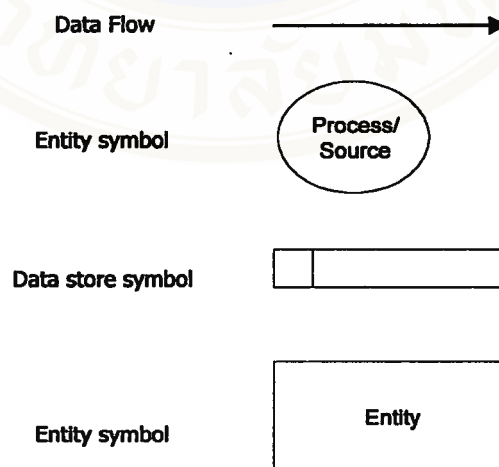 Data Flow
Entity symbol
Process/
Source
Data store symbol
Entity symbol
Entity